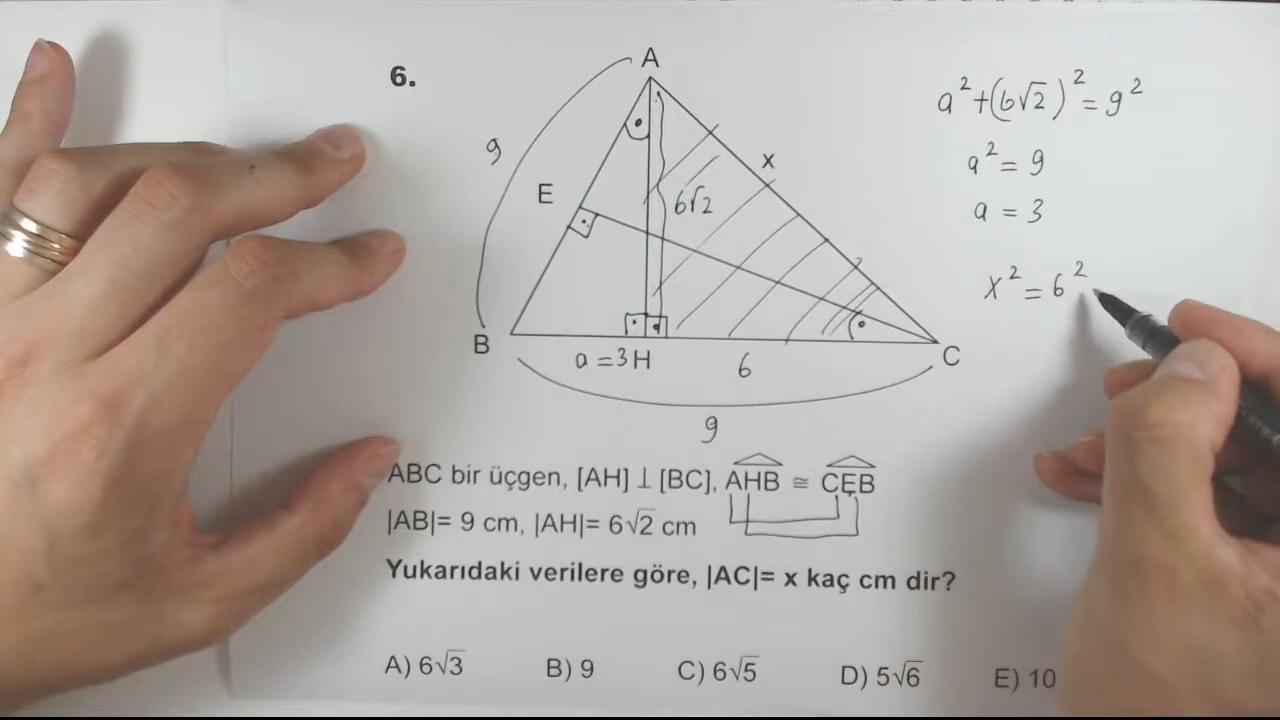 6.
A
9
E
x
6√2
B
a = 3
H
6
C
9
a² + (6√2)² = 9²
a² = 9
a = 3
x² = 6²
ABC bir üçgen, [AH] ⊥ [BC], AHB ≅ CEB
|AB|= 9 cm, |AH|= 6√2 cm
Yukarıdaki verilere göre, |AC|= x kaç cm dir?
A) 6√3 B) 9 C) 6√5 D) 5√6 E) 10